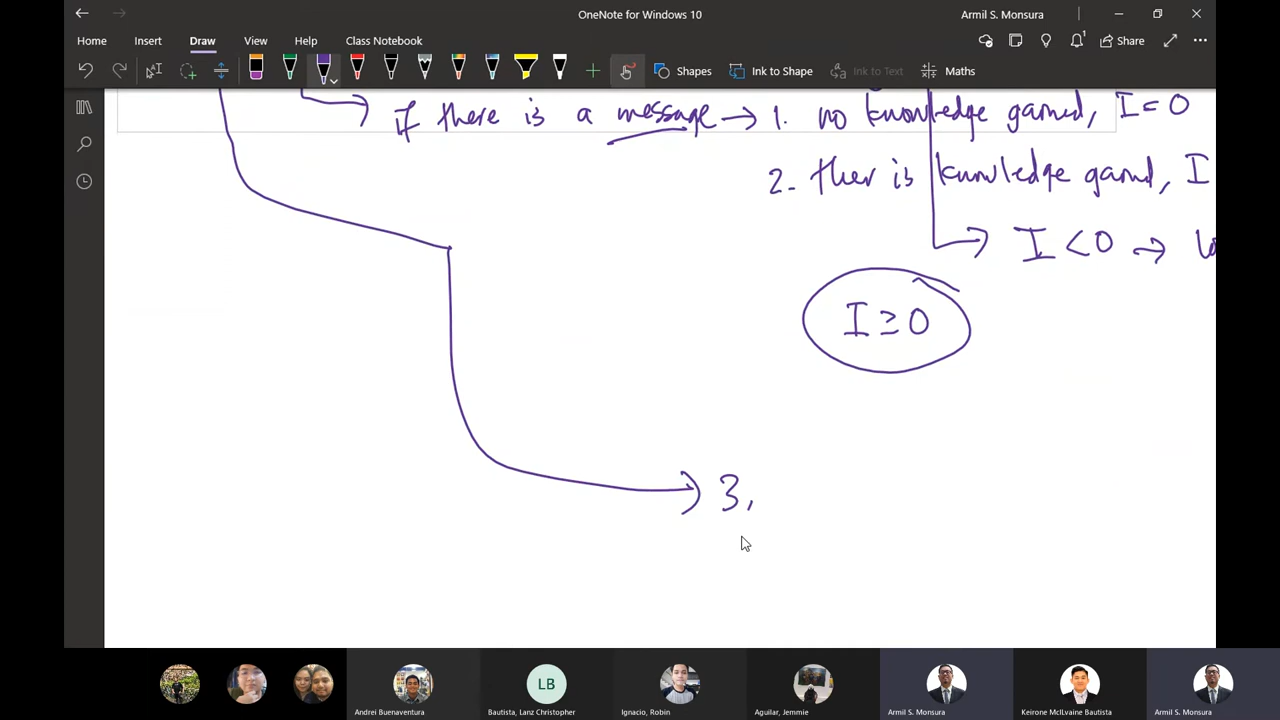 OneNote for Windows 10
Armil S. Monsura
Home Insert Draw View Help Class Notebook
Share
Shapes Ink to Shape Ink to Text Maths
if there is a message → 1. no knowledge gained, I = 0
2. ther is knowledge gand, I
→ I < 0 →
I ≥ 0
→ 3,
LB
Andrei Buenaventura Bautista, Lanz Christopher Ignacio, Robin Aguilar, Jemmie Armil S. Monsura Keirone McIlvaine Bautista Armil S. Monsura